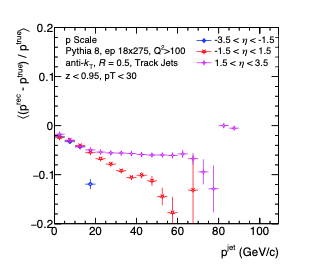 0.2
0.1
0
−0.1
−0.2
⟨(p^rec - p^true) / p^true⟩
p Scale
Pythia 8, ep 18x275, Q²>100
anti-k_T, R = 0.5, Track Jets
z < 0.95, pT < 30
-3.5 < η < -1.5
-1.5 < η < 1.5
1.5 < η < 3.5
0 20 40 60 80 100
p^jet (GeV/c)